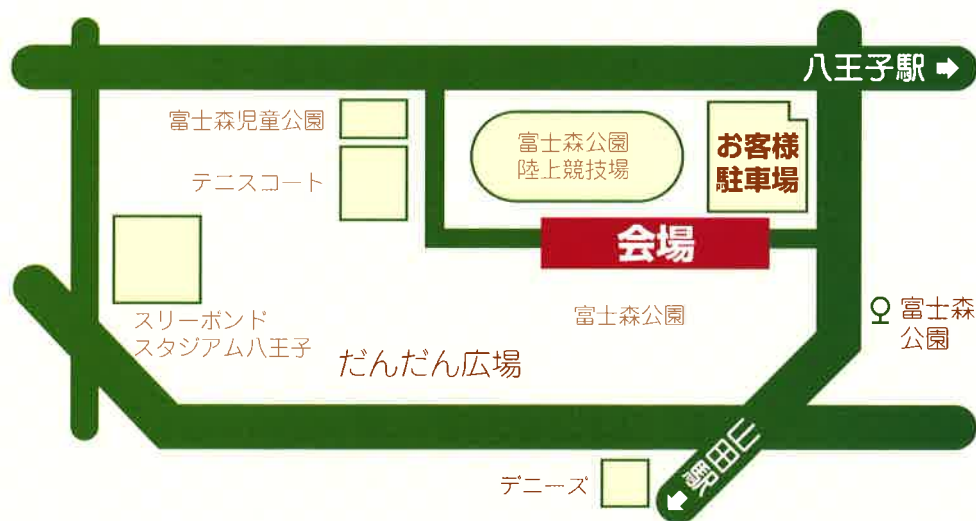 八王子駅
富士森児童公園
テニスコート
富士森公園
陸上競技場
お客様
駐車場
会場
スリーボンド
スタジアム八王子
富士森公園
富士森
公園
だんだん広場
山田駅
デニーズ